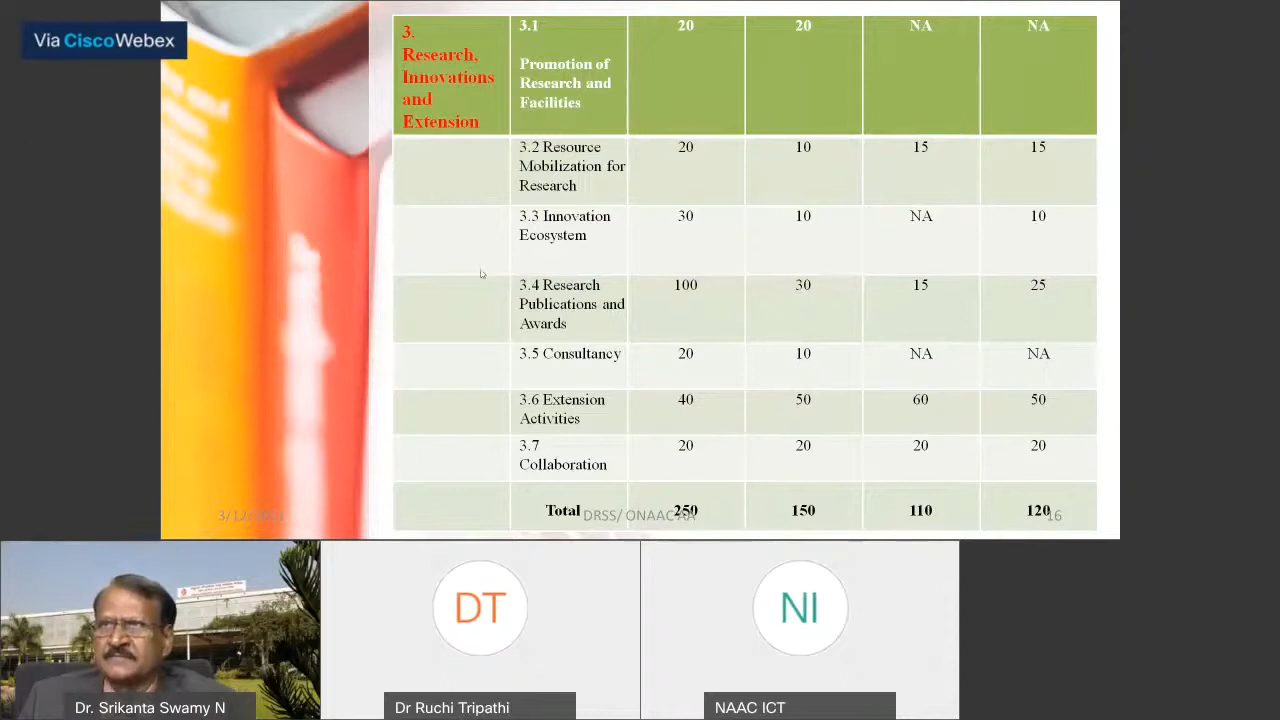 Via CiscoWebex
3. 3.1 20 20 NA NA
Research,
Innovations Promotion of
and Research and
Extension Facilities
3.2 Resource 20 10 15 15
Mobilization for
Research
3.3 Innovation 30 10 NA 10
Ecosystem
3.4 Research 100 30 15 25
Publications and
Awards
3.5 Consultancy 20 10 NA NA
3.6 Extension 40 50 60 50
Activities
3.7 20 20 20 20
Collaboration
Total 250 150 110 120
DRSS/ ONAAC AA 16
Dr. Srikanta Swamy N
DT
Dr Ruchi Tripathi
NI
NAAC ICT